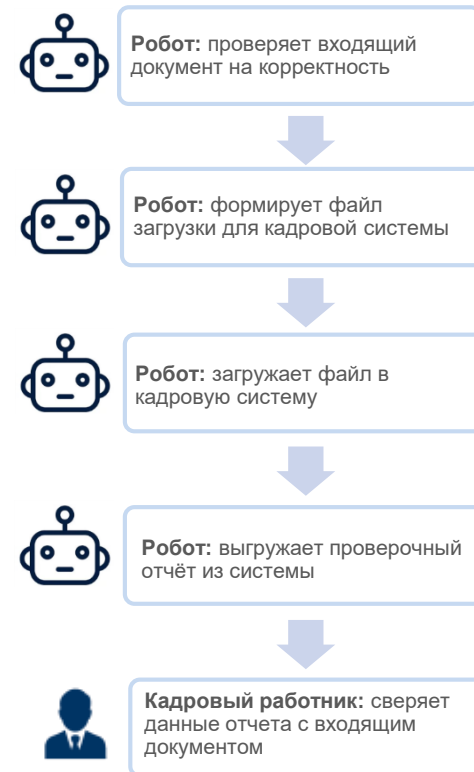 Робот: проверяет входящий
документ на корректность
Робот: формирует файл
загрузки для кадровой системы
Робот: загружает файл в
кадровую систему
Робот: выгружает проверочный
отчёт из системы
Кадровый работник: сверяет
данные отчета с входящим
документом